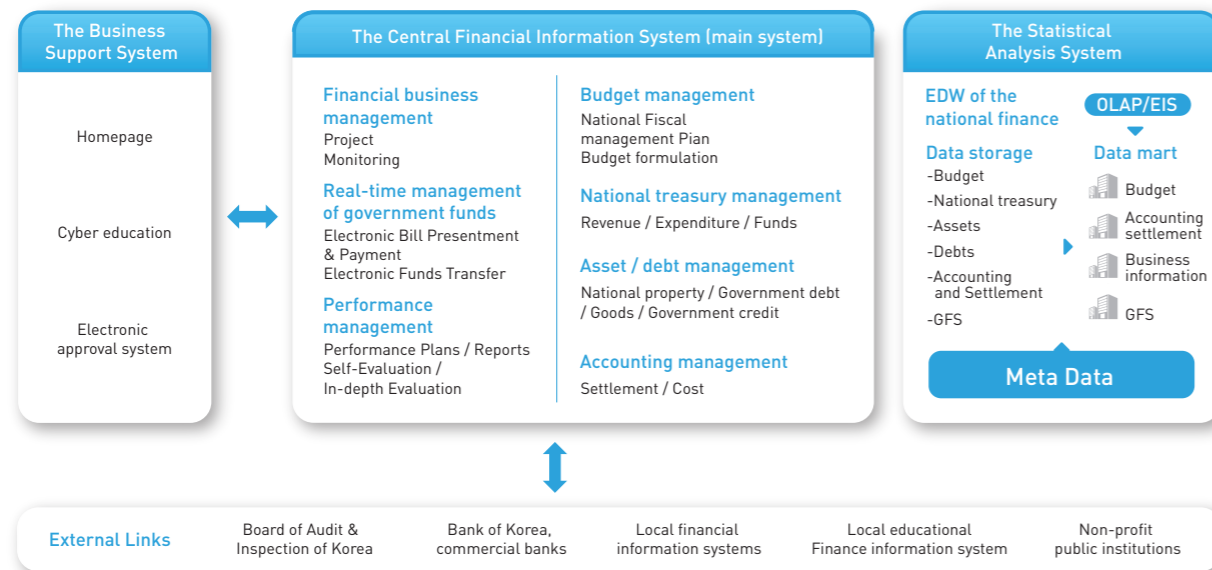 The Business
Support System
Homepage
Cyber education
Electronic
approval system
The Central Financial Information System (main system)
Financial business
management
Project
Monitoring
Real-time management
of government funds
Electronic Bill Presentment
& Payment
Electronic Funds Transfer
Performance
management
Performance Plans / Reports
Self-Evaluation /
In-depth Evaluation
Budget management
National Fiscal
management Plan
Budget formulation
National treasury management
Revenue / Expenditure / Funds
Asset / debt management
National property / Government debt
/ Goods / Government credit
Accounting management
Settlement / Cost
The Statistical
Analysis System
EDW of the
national finance
Data storage
-Budget
-National treasury
-Assets
-Debts
-Accounting
and Settlement
-GFS
OLAP/EIS
Data mart
Budget
Accounting
settlement
Business
information
GFS
Meta Data
External Links
Board of Audit &
Inspection of Korea
Bank of Korea,
commercial banks
Local financial
information systems
Local educational
Finance information system
Non-profit
public institutions